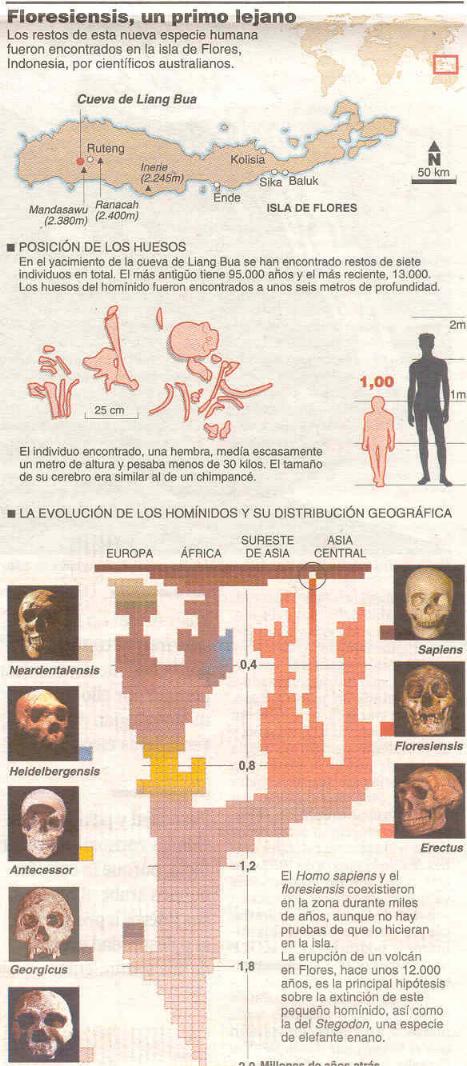 Floresiensis, un primo lejano
Los restos de esta nueva especie humana
fueron encontrados en la isla de Flores,
Indonesia, por científicos australianos.
Cueva de Liang Bua
Ruteng
Inerie
(2.245m)
Kolisia
Sika
Baluk
Ende
Mandasawu
(2.380m)
Ranacah
(2.400m)
ISLA DE FLORES
N
50 km
POSICIÓN DE LOS HUESOS
En el yacimiento de la cueva de Liang Bua se han encontrado restos de siete
individuos en total. El más antigüo tiene 95.000 años y el más reciente, 13.000.
Los huesos del homínido fueron encontrados a unos seis metros de profundidad.
25 cm
1,00
2m
1m
El individuo encontrado, una hembra, medía escasamente
un metro de altura y pesaba menos de 30 kilos. El tamaño
de su cerebro era similar al de un chimpancé.
LA EVOLUCIÓN DE LOS HOMÍNIDOS Y SU DISTRIBUCIÓN GEOGRÁFICA
EUROPA
ÁFRICA
SURESTE
DE ASIA
ASIA
CENTRAL
Neardentalensis
Heidelbergensis
Antecessor
Georgicus
Sapiens
Floresiensis
Erectus
0,4
0,8
1,2
1,8
El Homo sapiens y el
floresiensis coexistieron
en la zona durante miles
de años, aunque no hay
pruebas de que lo hicieran
en la isla.
La erupción de un volcán
en Flores, hace unos 12.000
años, es la principal hipótesis
sobre la extinción de este
pequeño homínido, así como
la del Stegodon, una especie
de elefante enano.
Millones de años atrás